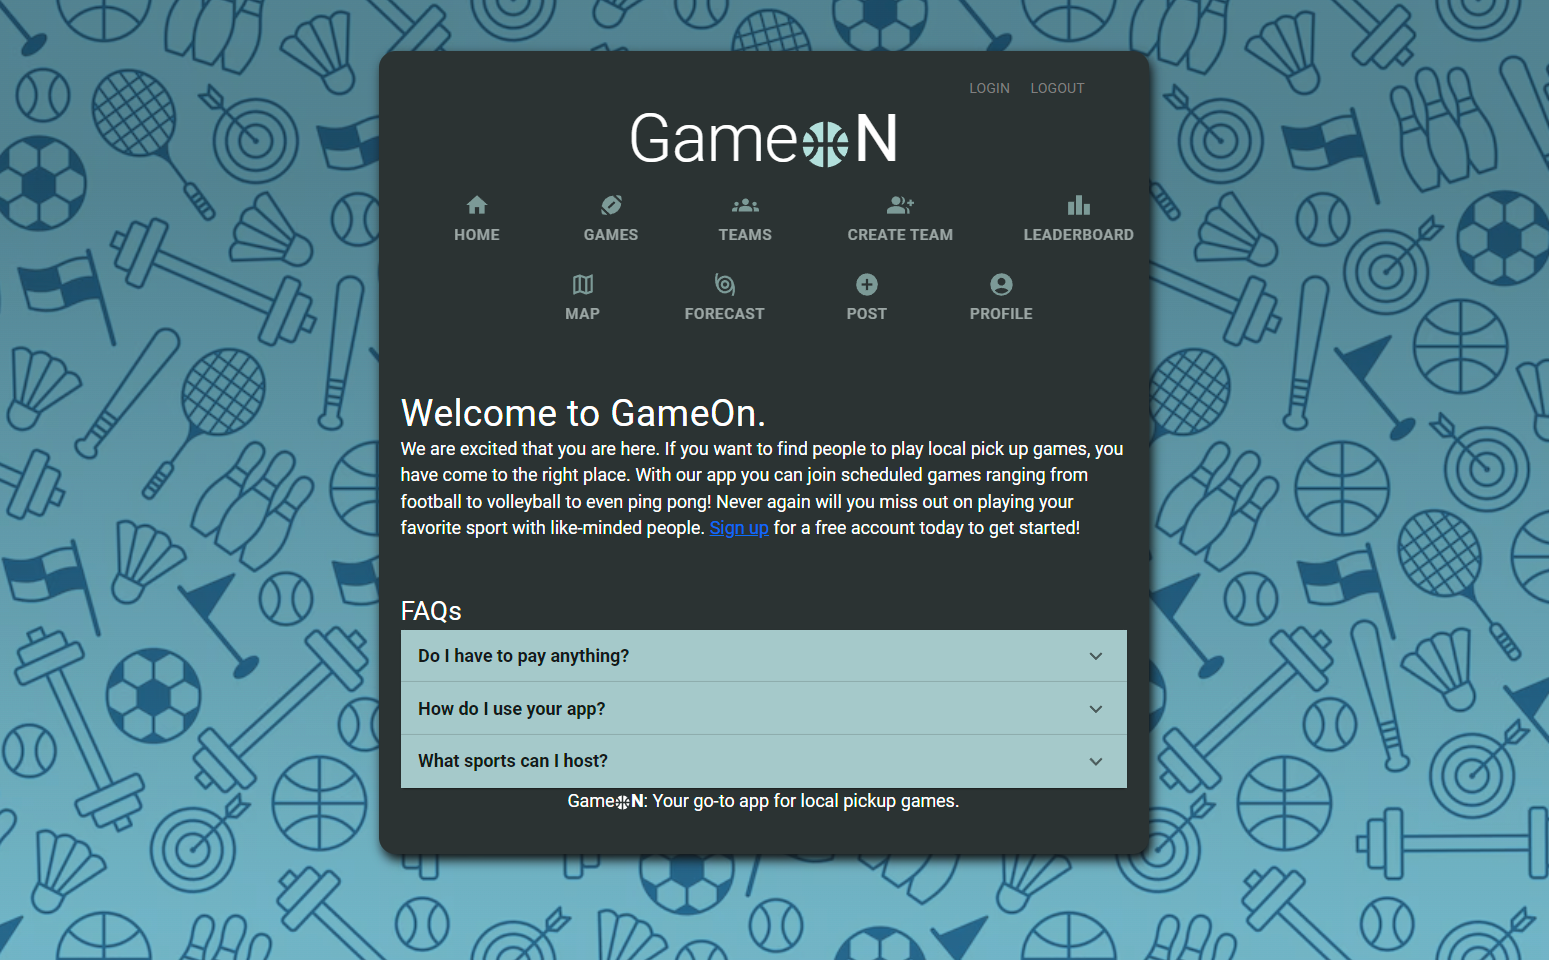 LOGIN LOGOUT
GameN
HOME GAMES TEAMS CREATE TEAM LEADERBOARD
MAP FORECAST POST PROFILE
Welcome to GameOn.
We are excited that you are here. If you want to find people to play local pick up games, you
have come to the right place. With our app you can join scheduled games ranging from
football to volleyball to even ping pong! Never again will you miss out on playing your
favorite sport with like-minded people. Sign up for a free account today to get started!
FAQs
Do I have to pay anything?
How do I use your app?
What sports can I host?
GameN: Your go-to app for local pickup games.